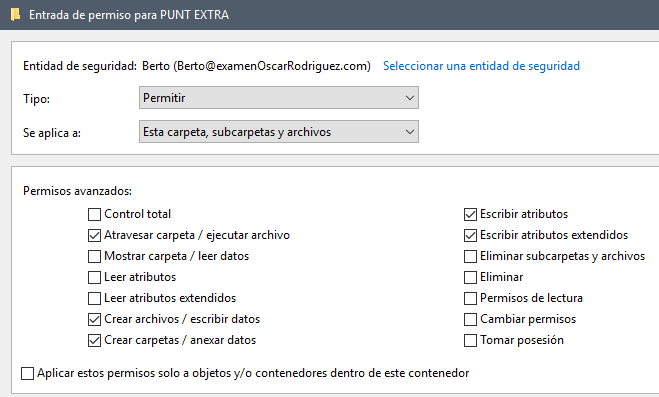 Entrada de permiso para PUNT EXTRA
Entidad de seguridad: Berto (Berto@examenOscarRodriguez.com) Seleccionar una entidad de seguridad
Tipo: Permitir
Se aplica a: Esta carpeta, subcarpetas y archivos
Permisos avanzados:
Control total Escribir atributos
Atravesar carpeta / ejecutar archivo Escribir atributos extendidos
Mostrar carpeta / leer datos Eliminar subcarpetas y archivos
Leer atributos Eliminar
Leer atributos extendidos Permisos de lectura
Crear archivos / escribir datos Cambiar permisos
Crear carpetas / anexar datos Tomar posesión
Aplicar estos permisos solo a objetos y/o contenedores dentro de este contenedor